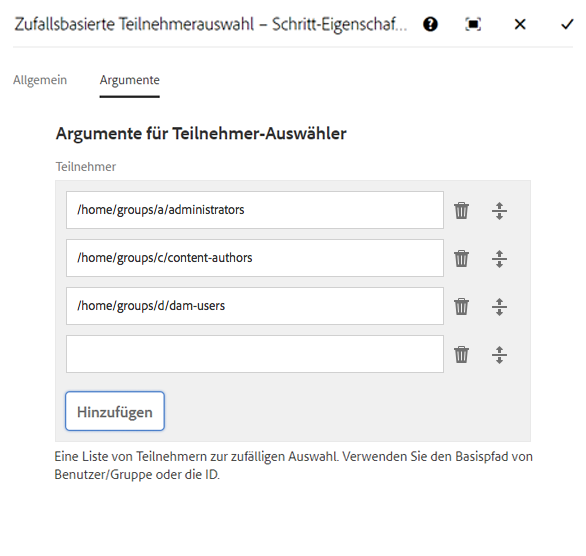 Zufallsbasierte Teilnehmerauswahl – Schritt-Eigenschaf...
Allgemein Argumente
Argumente für Teilnehmer-Auswähler
Teilnehmer
/home/groups/a/administrators
/home/groups/c/content-authors
/home/groups/d/dam-users
Hinzufügen
Eine Liste von Teilnehmern zur zufälligen Auswahl. Verwenden Sie den Basispfad von
Benutzer/Gruppe oder die ID.